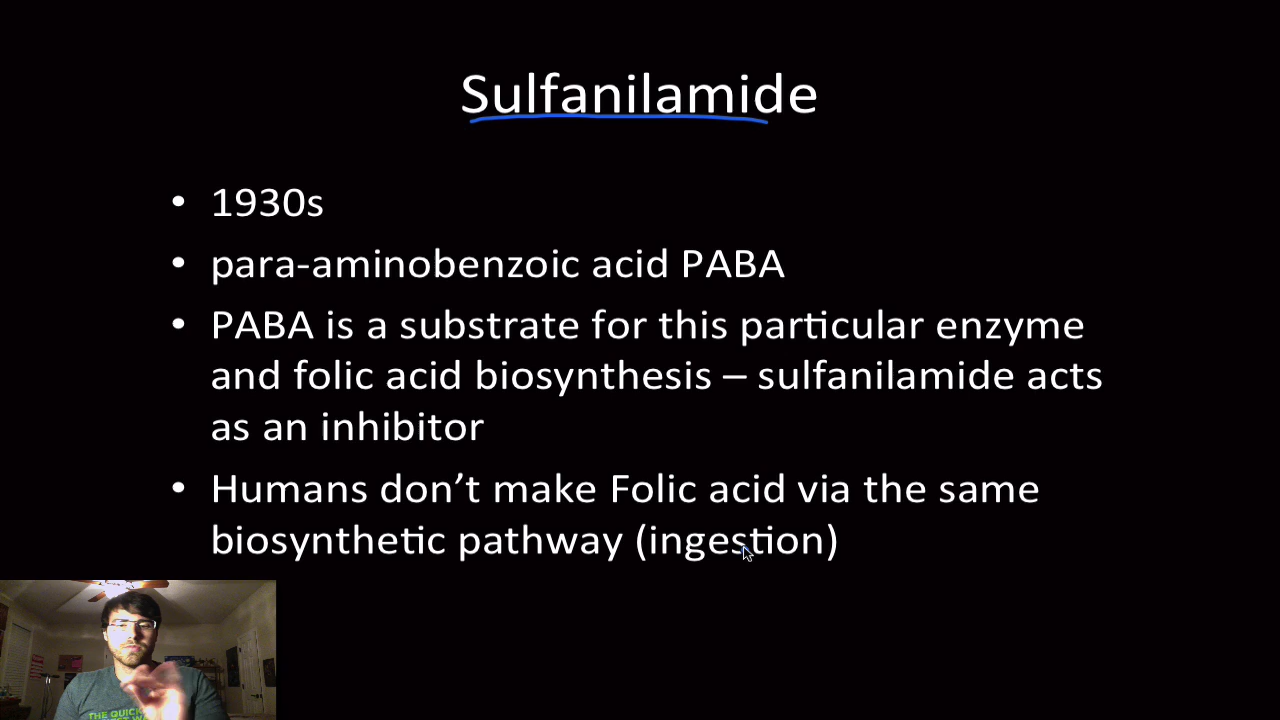 Sulfanilamide
• 1930s
• para-aminobenzoic acid PABA
• PABA is a substrate for this particular enzyme
and folic acid biosynthesis – sulfanilamide acts
as an inhibitor
• Humans don’t make Folic acid via the same
biosynthetic pathway (ingestion)
THE QUICK